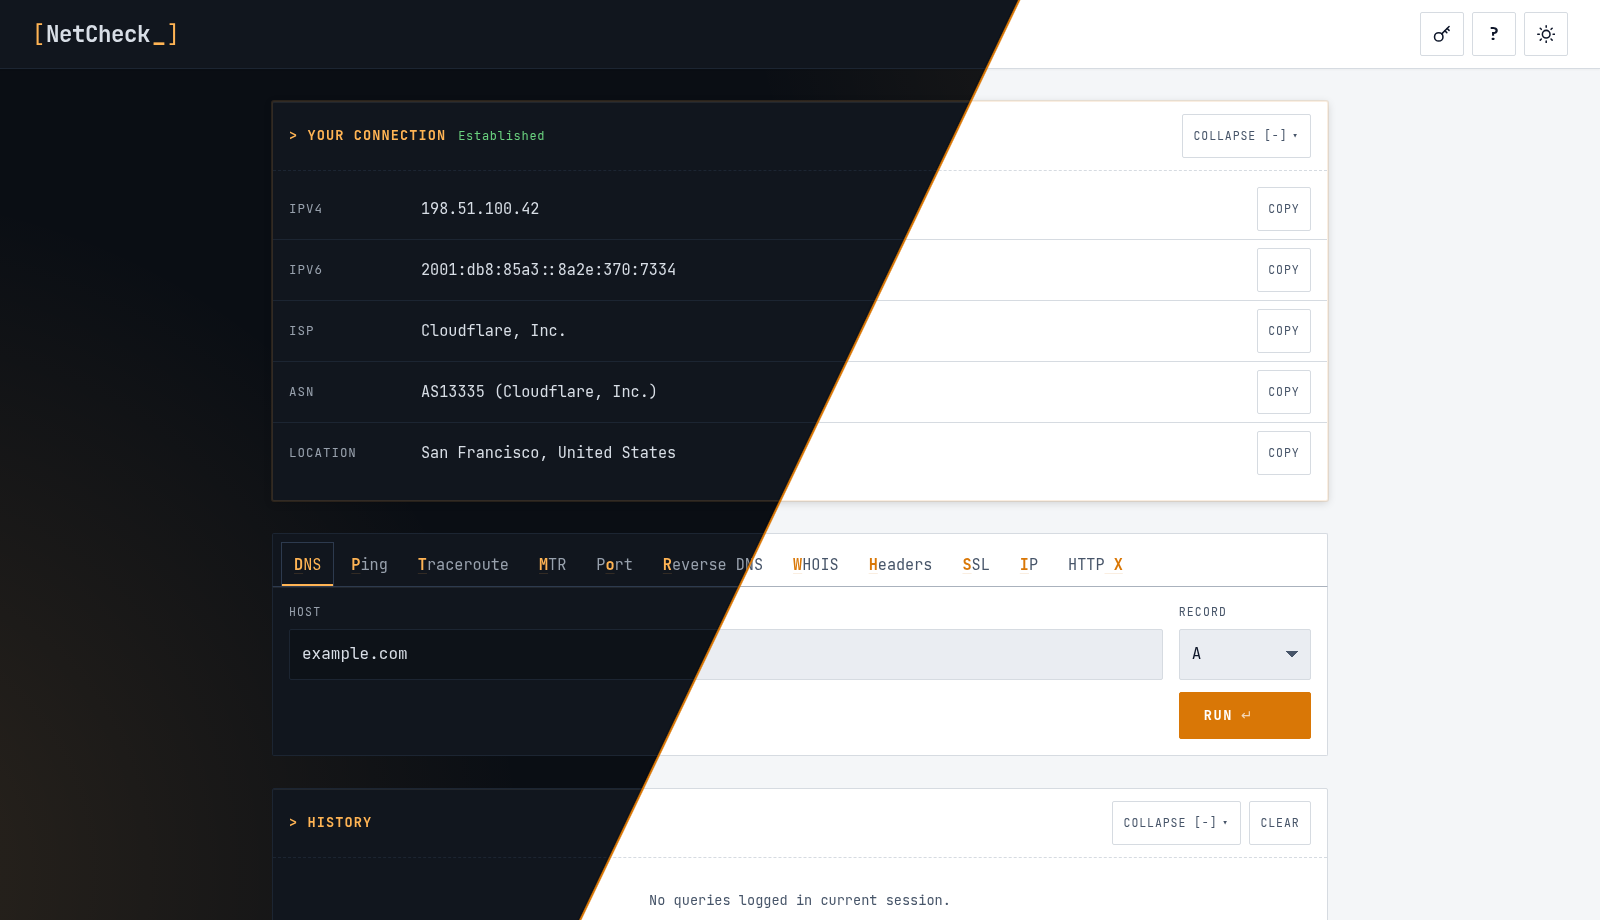 [NetCheck_]
?
> YOUR CONNECTION Established
COLLAPSE [-] ▾
IPV4 198.51.100.42 COPY
IPV6 2001:db8:85a3::8a2e:370:7334 COPY
ISP Cloudflare, Inc. COPY
ASN AS13335 (Cloudflare, Inc.) COPY
LOCATION San Francisco, United States COPY
DNS Ping Traceroute MTR Port Reverse DNS WHOIS Headers SSL IP HTTP X
HOST RECORD
example.com A
RUN ↵
> HISTORY COLLAPSE [-] ▾ CLEAR
No queries logged in current session.